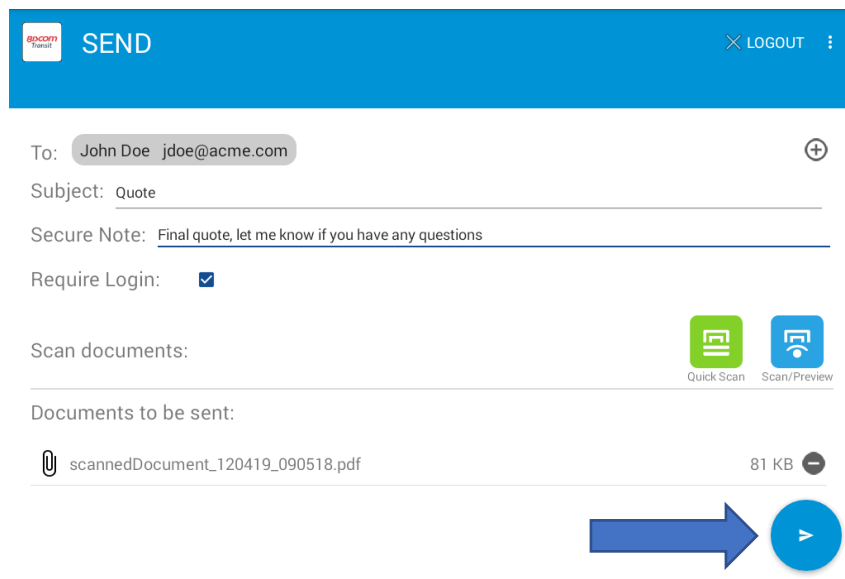 Transit
SEND
LOGOUT
To: John Doe jdoe@acme.com
Subject: Quote
Secure Note: Final quote, let me know if you have any questions
Require Login:
Scan documents:
Quick Scan Scan/Preview
Documents to be sent:
scannedDocument_120419_090518.pdf 81 KB